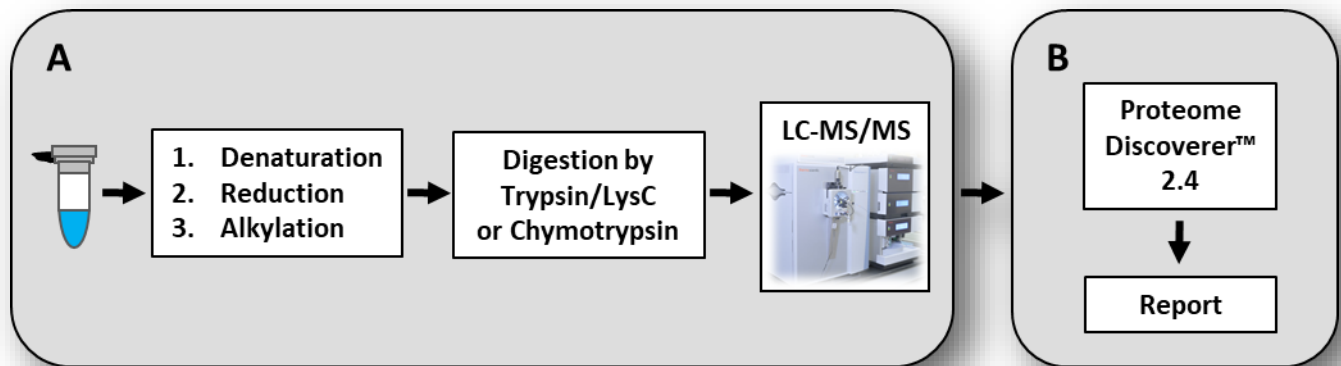 A
1. Denaturation
2. Reduction
3. Alkylation
Digestion by
Trypsin/LysC
or Chymotrypsin
LC-MS/MS
B
Proteome
Discoverer™
2.4
Report